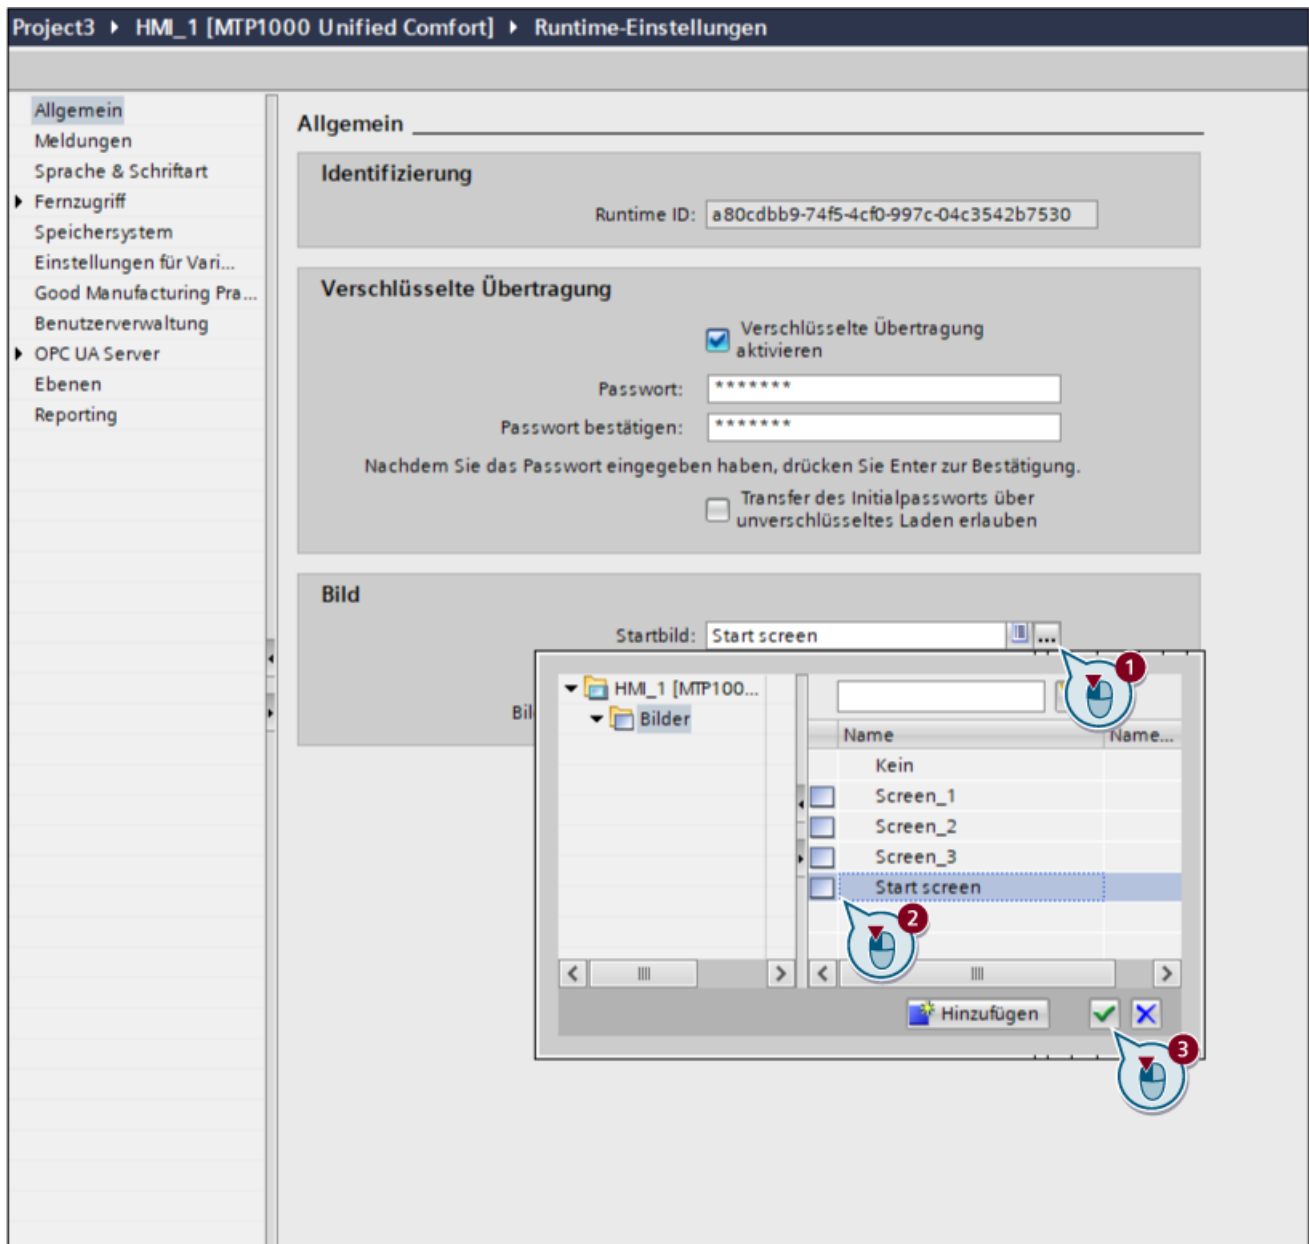 Project3 ▸ HMI_1 [MTP1000 Unified Comfort] ▸ Runtime-Einstellungen
Allgemein
Meldungen
Sprache & Schriftart
Fernzugriff
Speichersystem
Einstellungen für Vari...
Good Manufacturing Pra...
Benutzerverwaltung
OPC UA Server
Ebenen
Reporting
Allgemein
Identifizierung
Runtime ID: a80cdbb9-74f5-4cf0-997c-04c3542b7530
Verschlüsselte Übertragung
Verschlüsselte Übertragung
aktivieren
Passwort: *******
Passwort bestätigen: *******
Nachdem Sie das Passwort eingegeben haben, drücken Sie Enter zur Bestätigung.
Transfer des Initialpassworts über
unverschlüsseltes Laden erlauben
Bild
Startbild: Start screen ...
1
HMI_1 [MTP100...
Bilder
Name Name...
Kein
Screen_1
Screen_2
Screen_3
Start screen
2
Hinzufügen
3